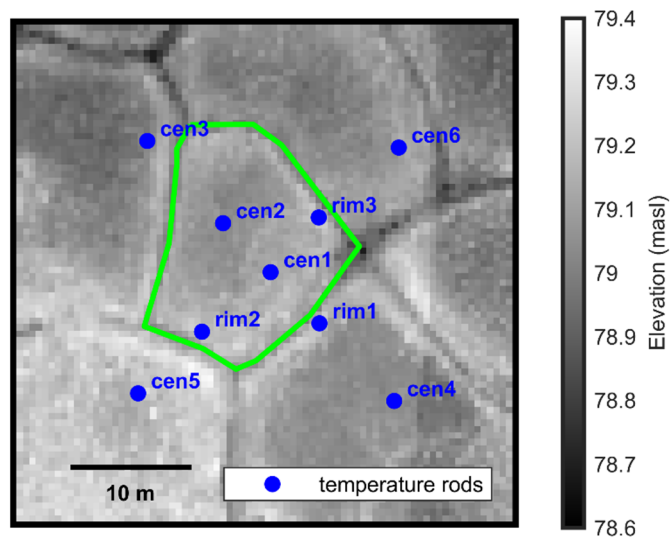 cen3
cen6
cen2
rim3
cen1
rim2
rim1
cen5
cen4
10 m
temperature rods
79.4
79.3
79.2
79.1
79
78.9
78.8
78.7
78.6
Elevation (masl)